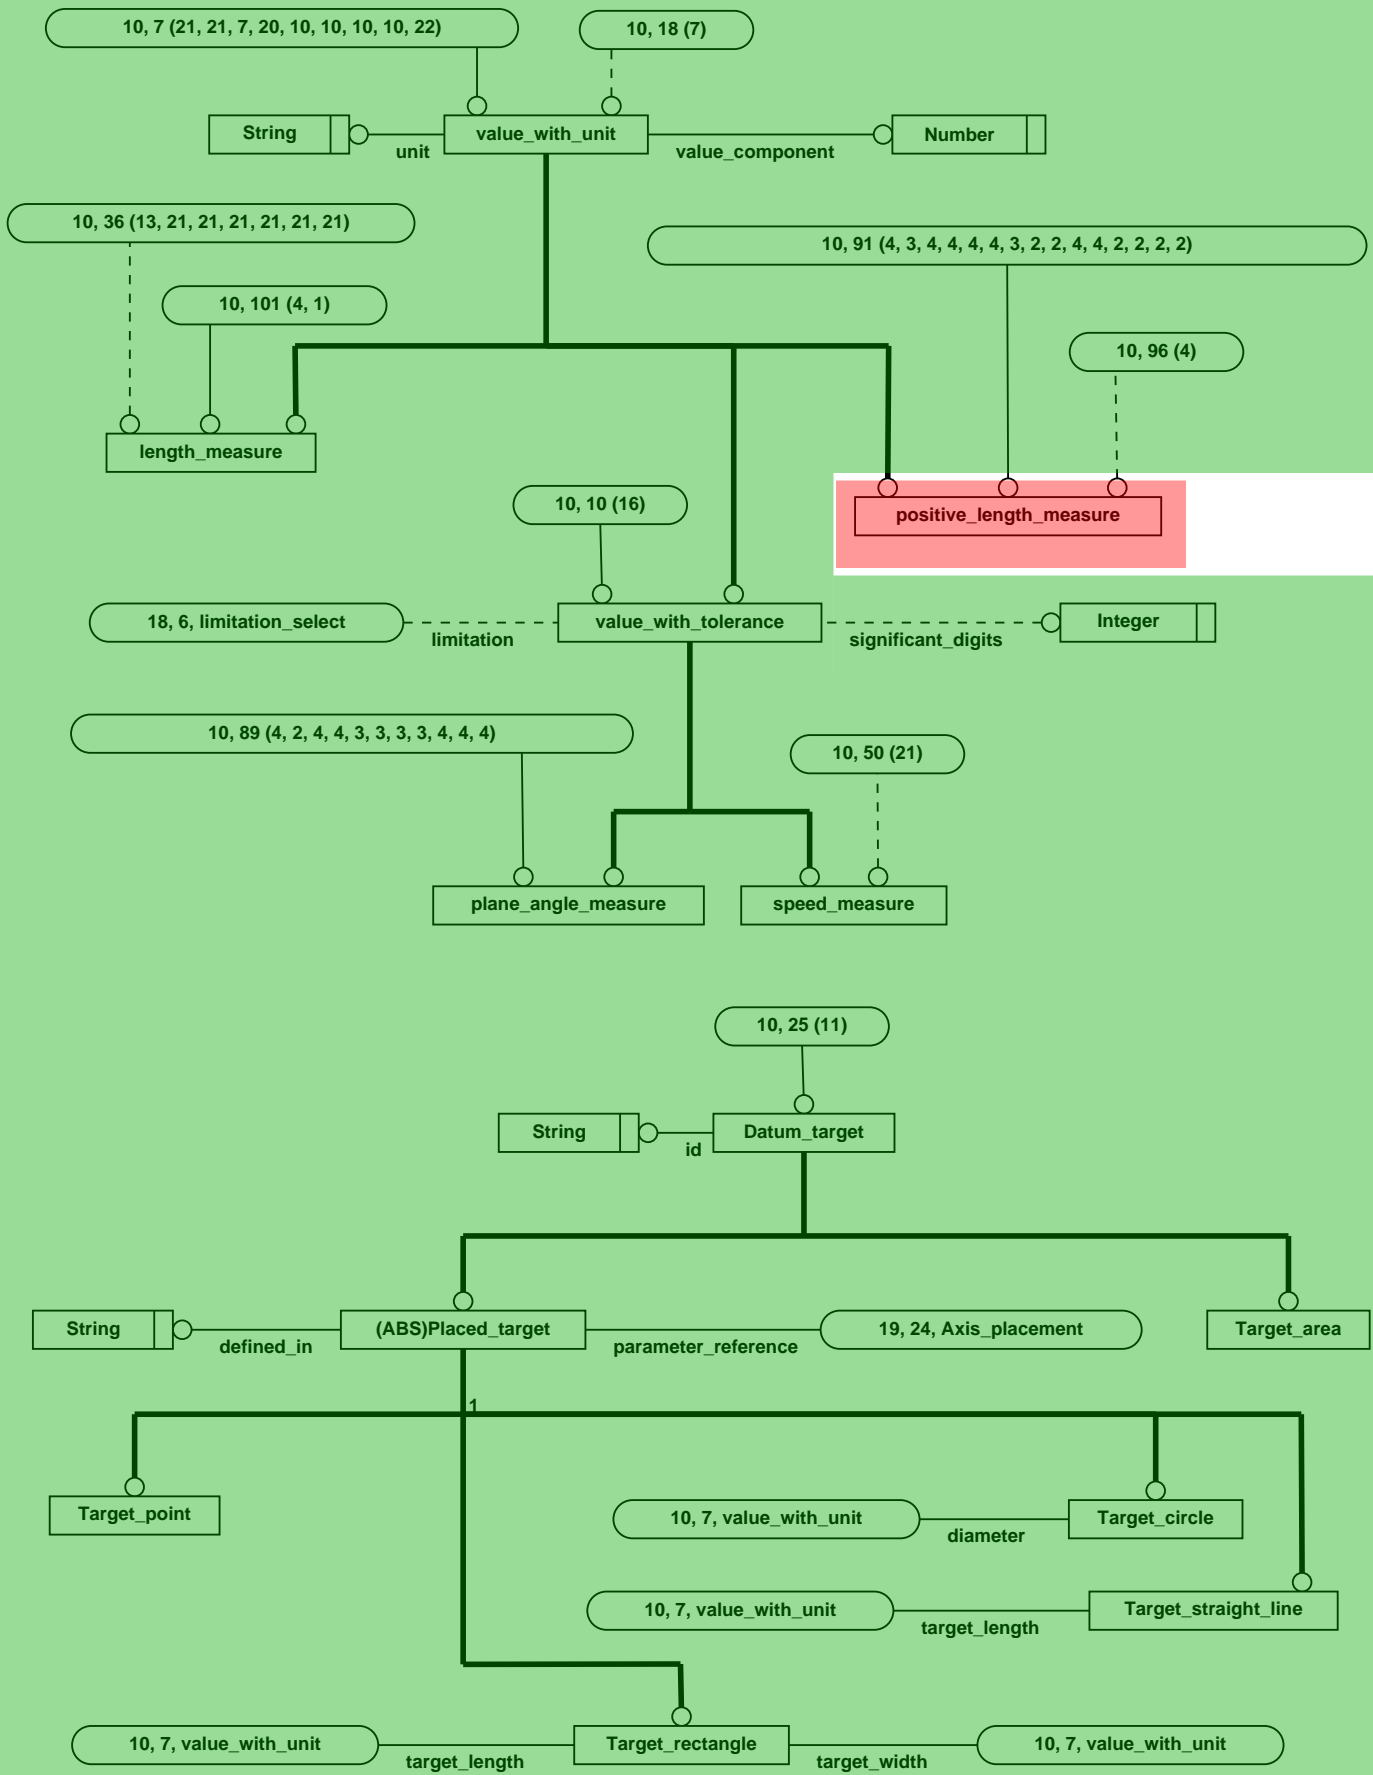 10, 7 (21, 21, 7, 20, 10, 10, 10, 10, 22)
10, 18 (7)
String
value_with_unit
Number
unit
value_component
10, 36 (13, 21, 21, 21, 21, 21, 21)
10, 91 (4, 3, 4, 4, 4, 4, 3, 2, 2, 4, 4, 2, 2, 2, 2)
10, 101 (4, 1)
10, 96 (4)
length_measure
10, 10 (16)
positive_length_measure
18, 6, limitation_select
limitation
value_with_tolerance
significant_digits
Integer
10, 89 (4, 2, 4, 4, 3, 3, 3, 3, 4, 4, 4)
10, 50 (21)
plane_angle_measure
speed_measure
10, 25 (11)
String
id
Datum_target
String
defined_in
(ABS)Placed_target
parameter_reference
19, 24, Axis_placement
Target_area
1
Target_point
10, 7, value_with_unit
diameter
Target_circle
10, 7, value_with_unit
target_length
Target_straight_line
10, 7, value_with_unit
target_length
Target_rectangle
target_width
10, 7, value_with_unit